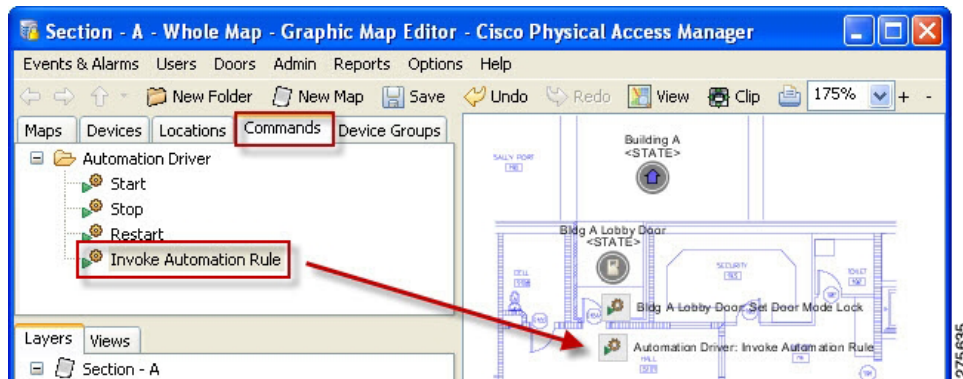 Section - A - Whole Map - Graphic Map Editor - Cisco Physical Access Manager
Events & Alarms Users Doors Admin Reports Options Help
New Folder New Map Save Undo Redo View Clip 175% + -
Maps Devices Locations Commands Device Groups
Automation Driver
Start
Stop
Restart
Invoke Automation Rule
Layers Views
Section - A
Building A
<STATE>
SALLY PORT
Bldg A Lobby Door
<STATE>
SECURITY
CELL
TOILET
Bldg A Lobby Door: Set Door Mode Lock
Automation Driver: Invoke Automation Rule
HALL
275635